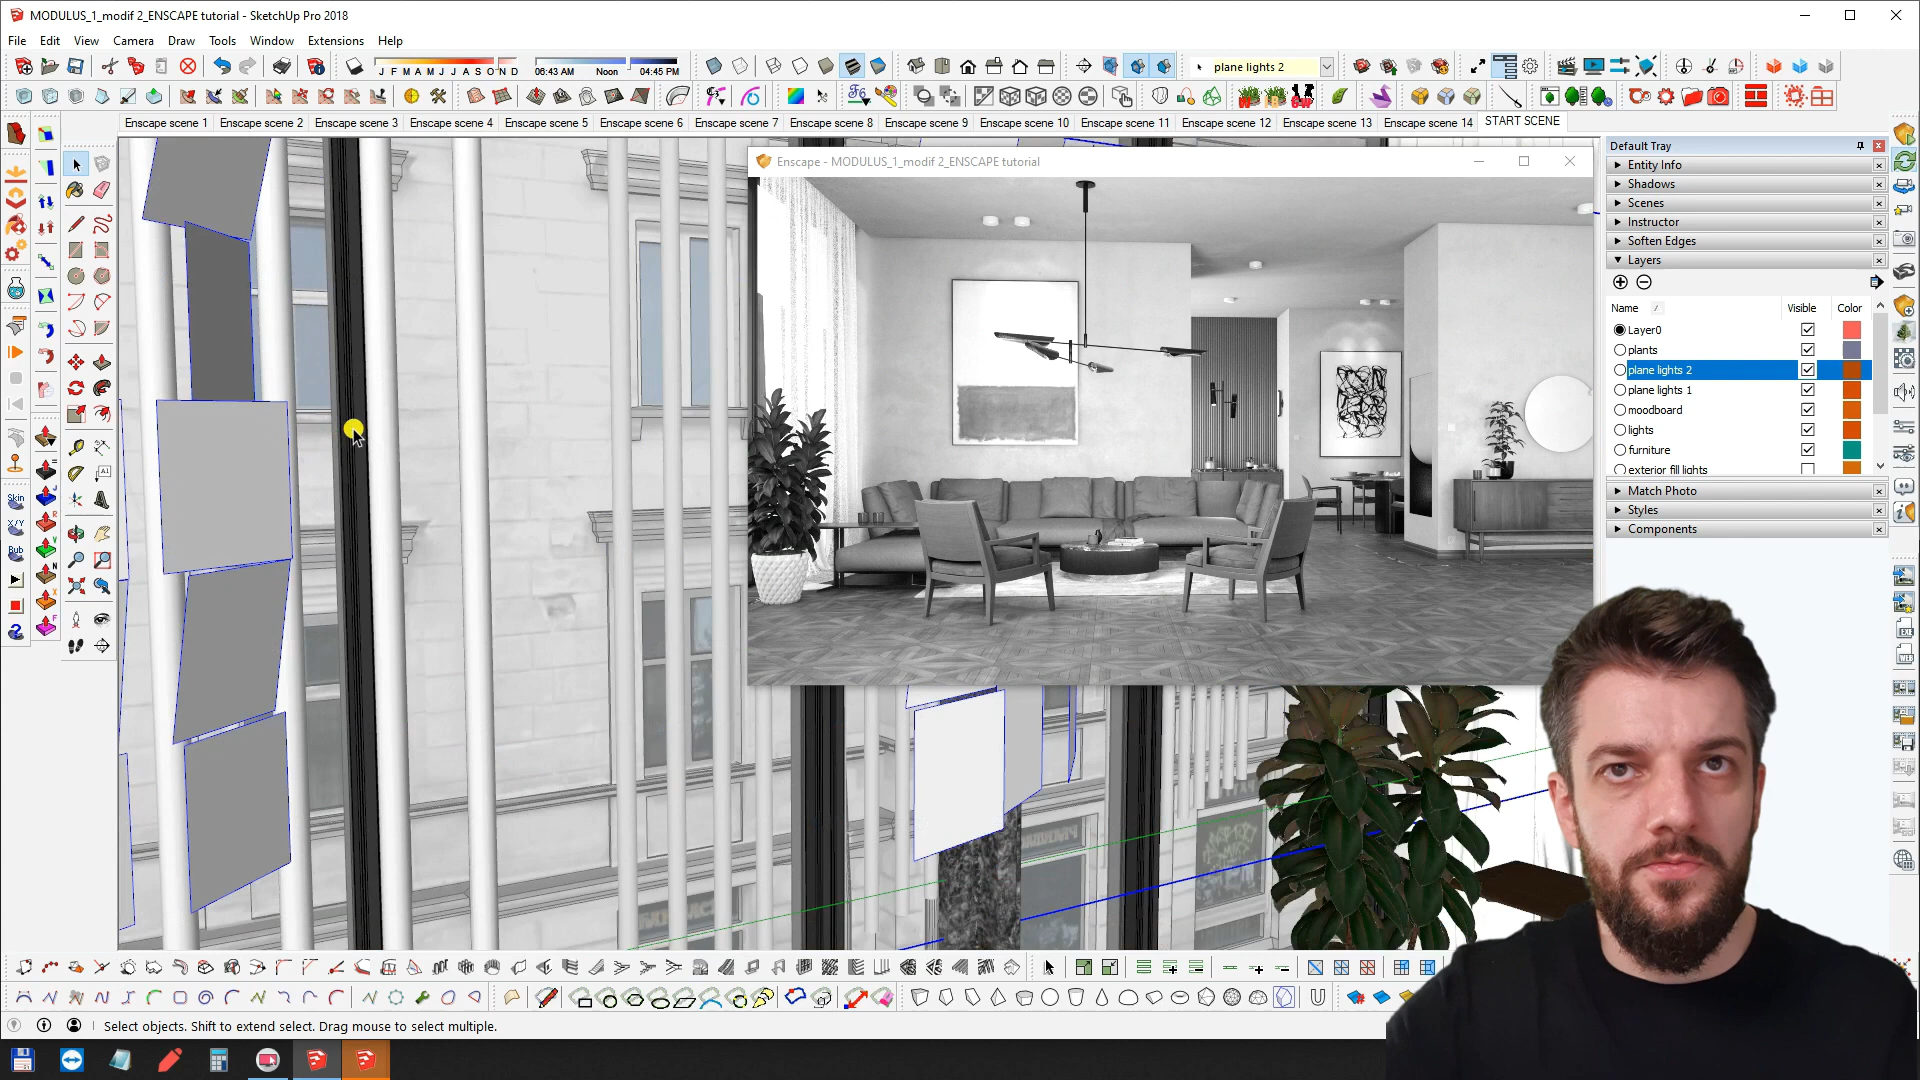 MODULUS_1_modif 2_ENSCAPE tutorial - SketchUp Pro 2018
File Edit View Camera Draw Tools Window Extensions Help
J F M A M J J A S O N D 06:43 AM Noon 04:45 PM plane lights 2
Enscape scene 1 Enscape scene 2 Enscape scene 3 Enscape scene 4 Enscape scene 5 Enscape scene 6 Enscape scene 7 Enscape scene 8 Enscape scene 9 Enscape scene 10 Enscape scene 11 Enscape scene 12 Enscape scene 13 Enscape scene 14 START SCENE
Enscape - MODULUS_1_modif 2_ENSCAPE tutorial
Default Tray
Entity Info
Shadows
Scenes
Instructor
Soften Edges
Layers
Name Visible Color
Layer0
plants
plane lights 2
plane lights 1
moodboard
lights
furniture
exterior fill lights
Match Photo
Styles
Components
Skin
X/Y
Bub
Select objects. Shift to extend select. Drag mouse to select multiple.